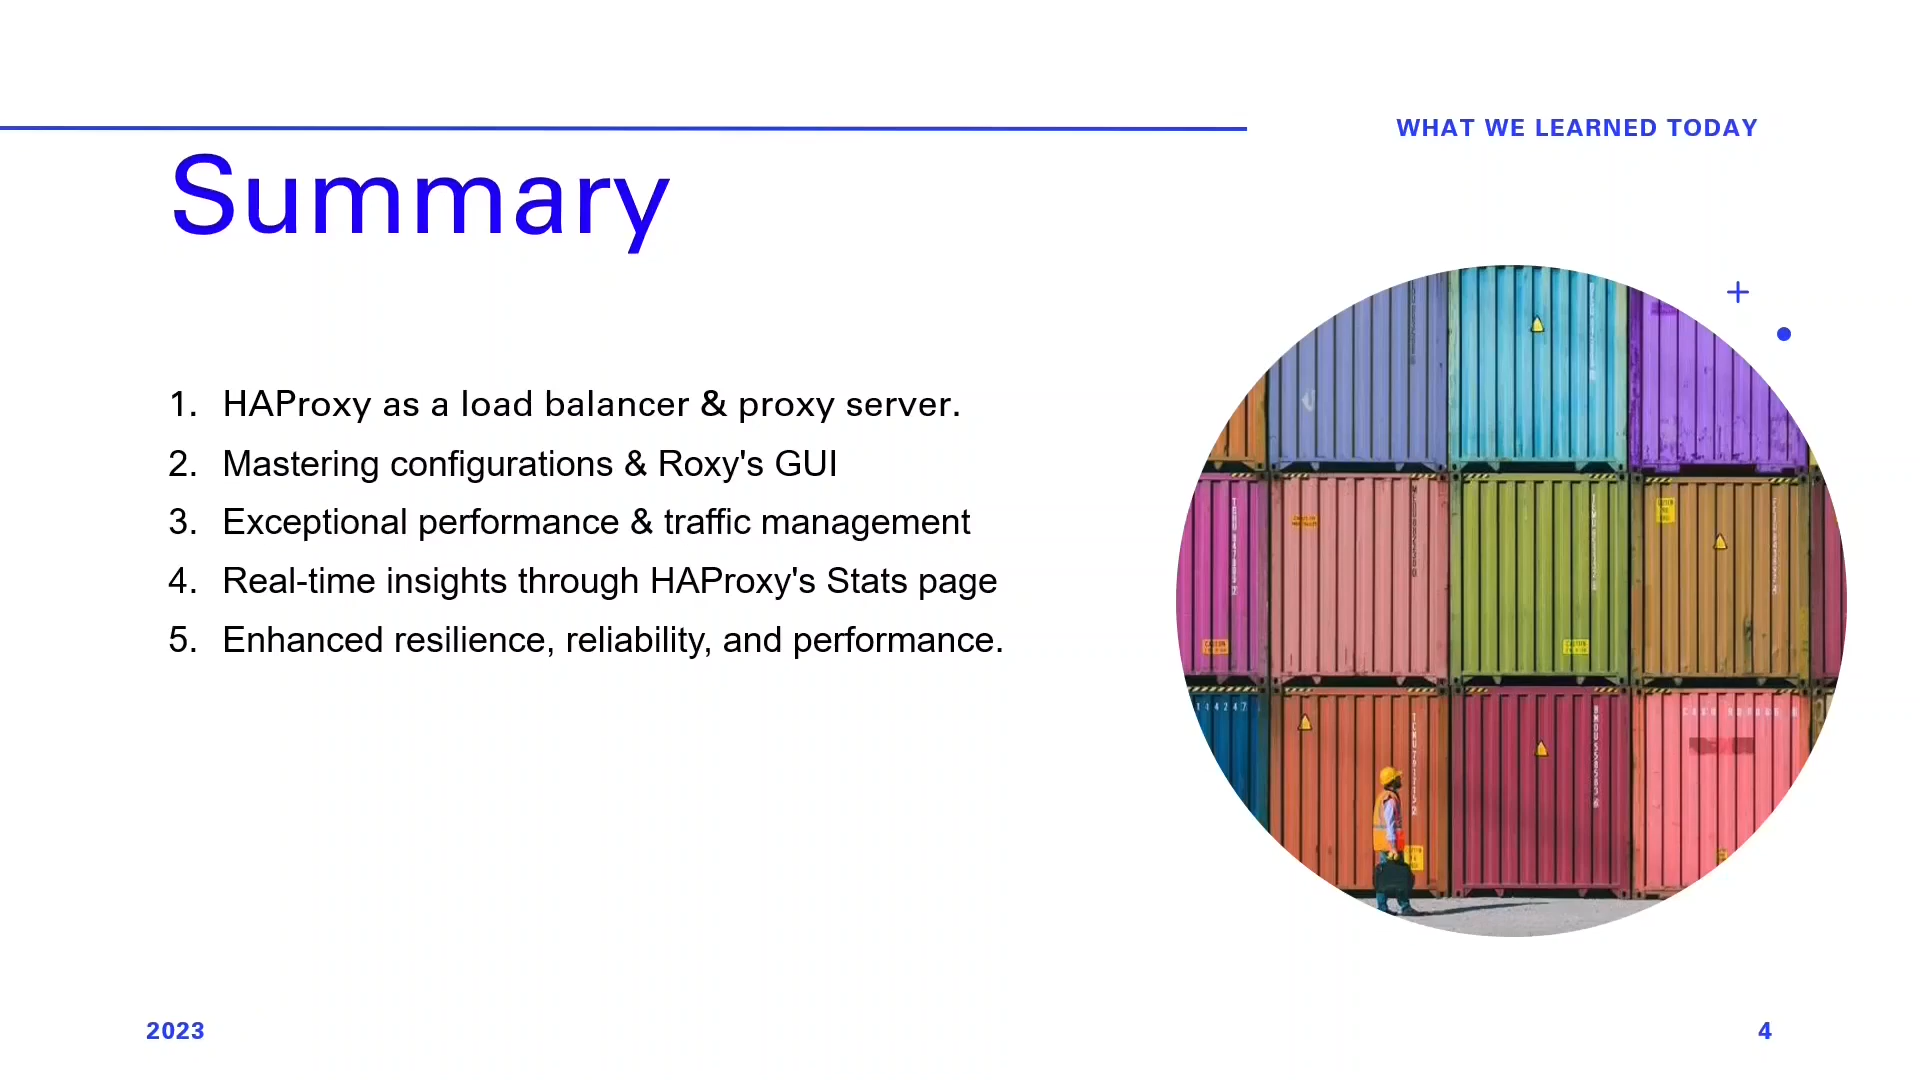 WHAT WE LEARNED TODAY
Summary
1. HAProxy as a load balancer & proxy server.
2. Mastering configurations & Roxy's GUI
3. Exceptional performance & traffic management
4. Real-time insights through HAProxy's Stats page
5. Enhanced resilience, reliability, and performance.
2023
4